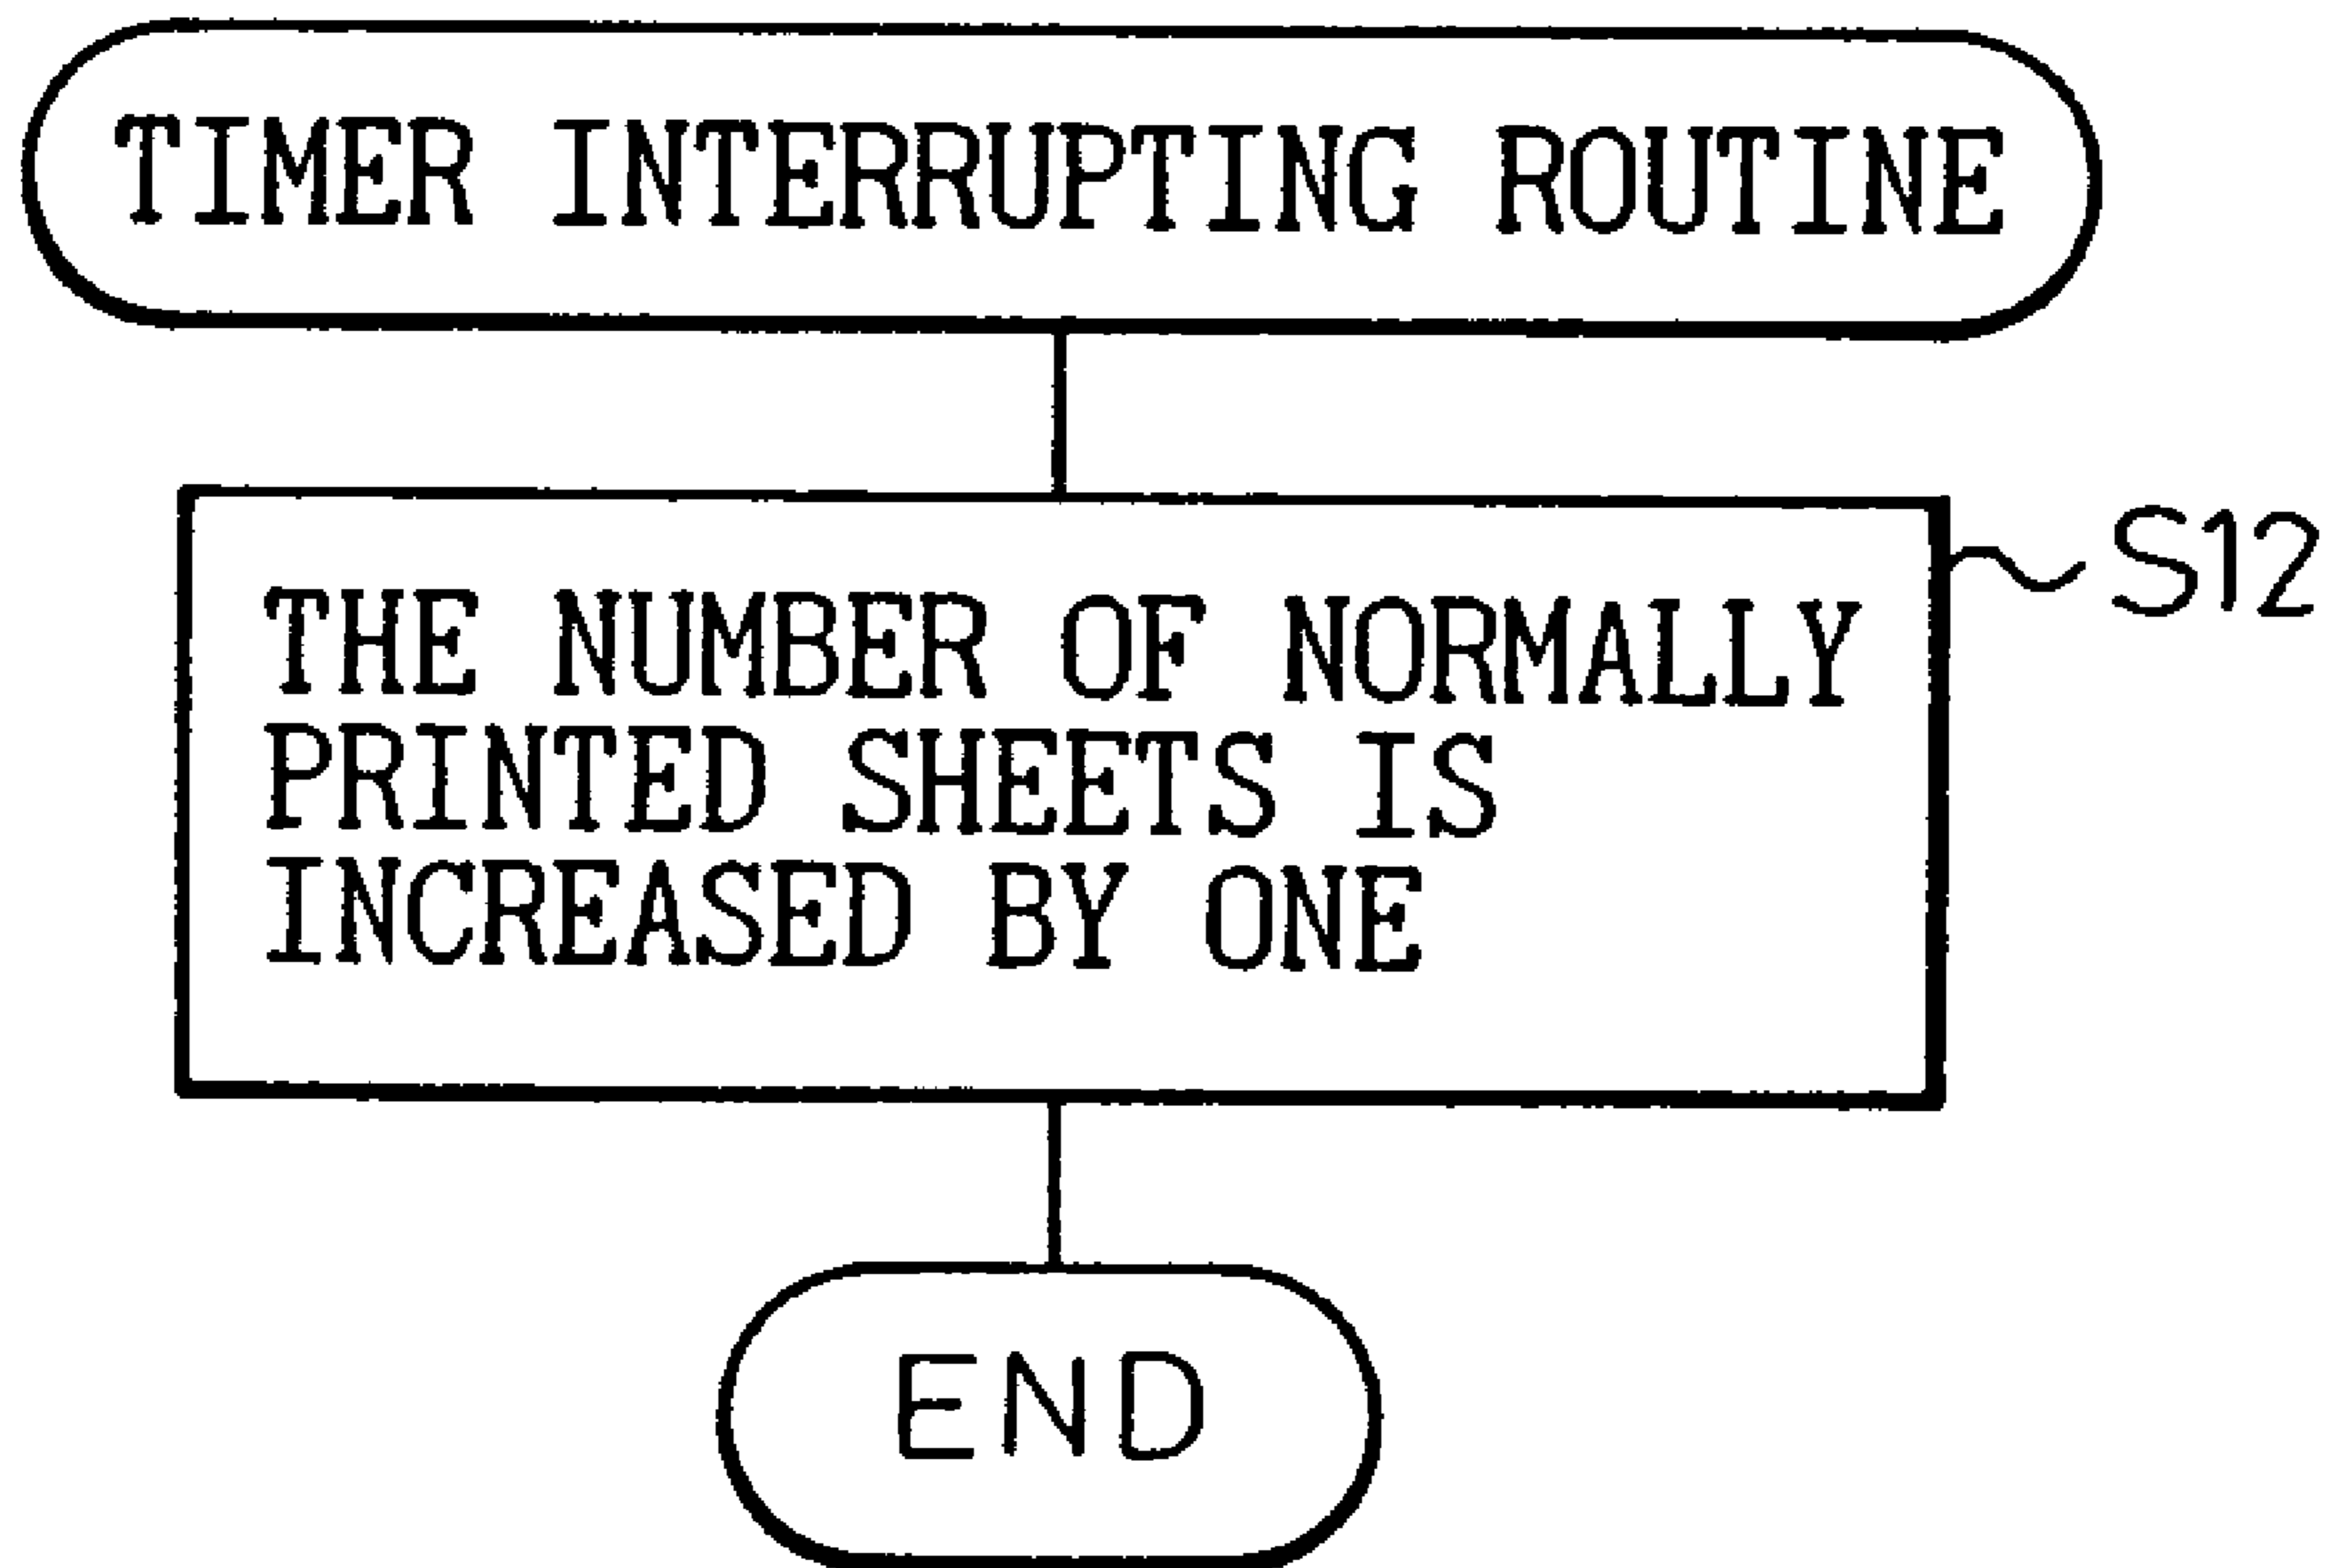 TIMER INTERRUPTING ROUTINE
S12
THE NUMBER OF NORMALLY
PRINTED SHEETS IS
INCREASED BY ONE
END